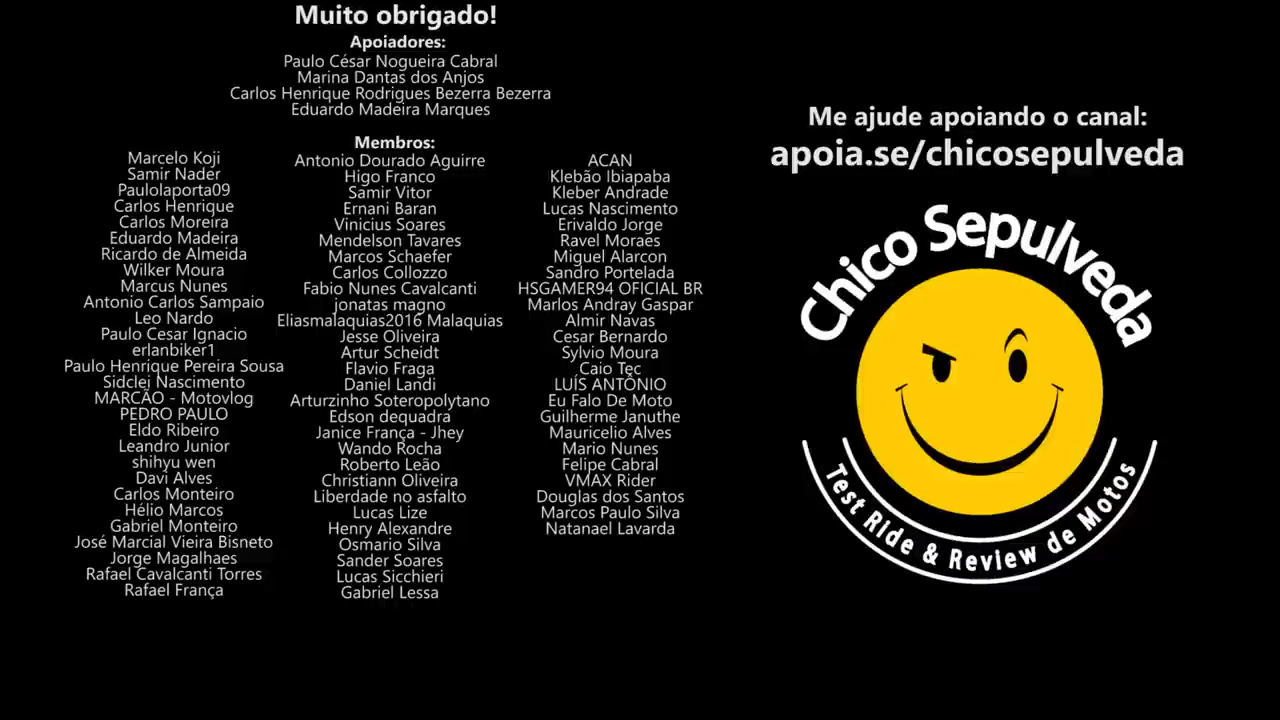 Muito obrigado!
Apoiadores:
Paulo César Nogueira Cabral
Marina Dantas dos Anjos
Carlos Henrique Rodrigues Bezerra Bezerra
Eduardo Madeira Marques
Membros:
Marcelo Koji
Samir Nader
Paulolaporta09
Carlos Henrique
Carlos Moreira
Eduardo Madeira
Ricardo de Almeida
Wilker Moura
Marcus Nunes
Antonio Carlos Sampaio
Leo Nardo
Paulo Cesar Ignacio
erlanbiker1
Paulo Henrique Pereira Sousa
Sidclei Nascimento
MARCÃO - Motovlog
PEDRO PAULO
Eldo Ribeiro
Leandro Junior
shihyu wen
Davi Alves
Carlos Monteiro
Hélio Marcos
Gabriel Monteiro
José Marcial Vieira Bisneto
Jorge Magalhaes
Rafael Cavalcanti Torres
Rafael França
Antonio Dourado Aguirre
Higo Franco
Samir Vitor
Ernani Baran
Vinicius Soares
Mendelson Tavares
Marcos Schaefer
Carlos Collozzo
Fabio Nunes Cavalcanti
jonatas magno
Eliasmalaquias2016 Malaquias
Jesse Oliveira
Artur Scheidt
Flavio Fraga
Daniel Landi
Arturzinho Soteropolytano
Edson dequadra
Janice França - Jhey
Wando Rocha
Roberto Leão
Christiann Oliveira
Liberdade no asfalto
Lucas Lize
Henry Alexandre
Osmario Silva
Sander Soares
Lucas Sicchieri
Gabriel Lessa
ACAN
Klebão Ibiapaba
Kleber Andrade
Lucas Nascimento
Erivaldo Jorge
Ravel Moraes
Miguel Alarcon
Sandro Portelada
HSGAMER94 OFICIAL BR
Marlos Andray Gaspar
Almir Navas
Cesar Bernardo
Sylvio Moura
Caio Tec
LUÍS ANTÔNIO
Eu Falo De Moto
Guilherme Januthe
Mauricelio Alves
Mario Nunes
Felipe Cabral
VMAX Rider
Douglas dos Santos
Marcos Paulo Silva
Natanael Lavarda
Me ajude apoiando o canal:
apoia.se/chicosepulveda
Chico Sepulveda
Test Ride & Review de Motos